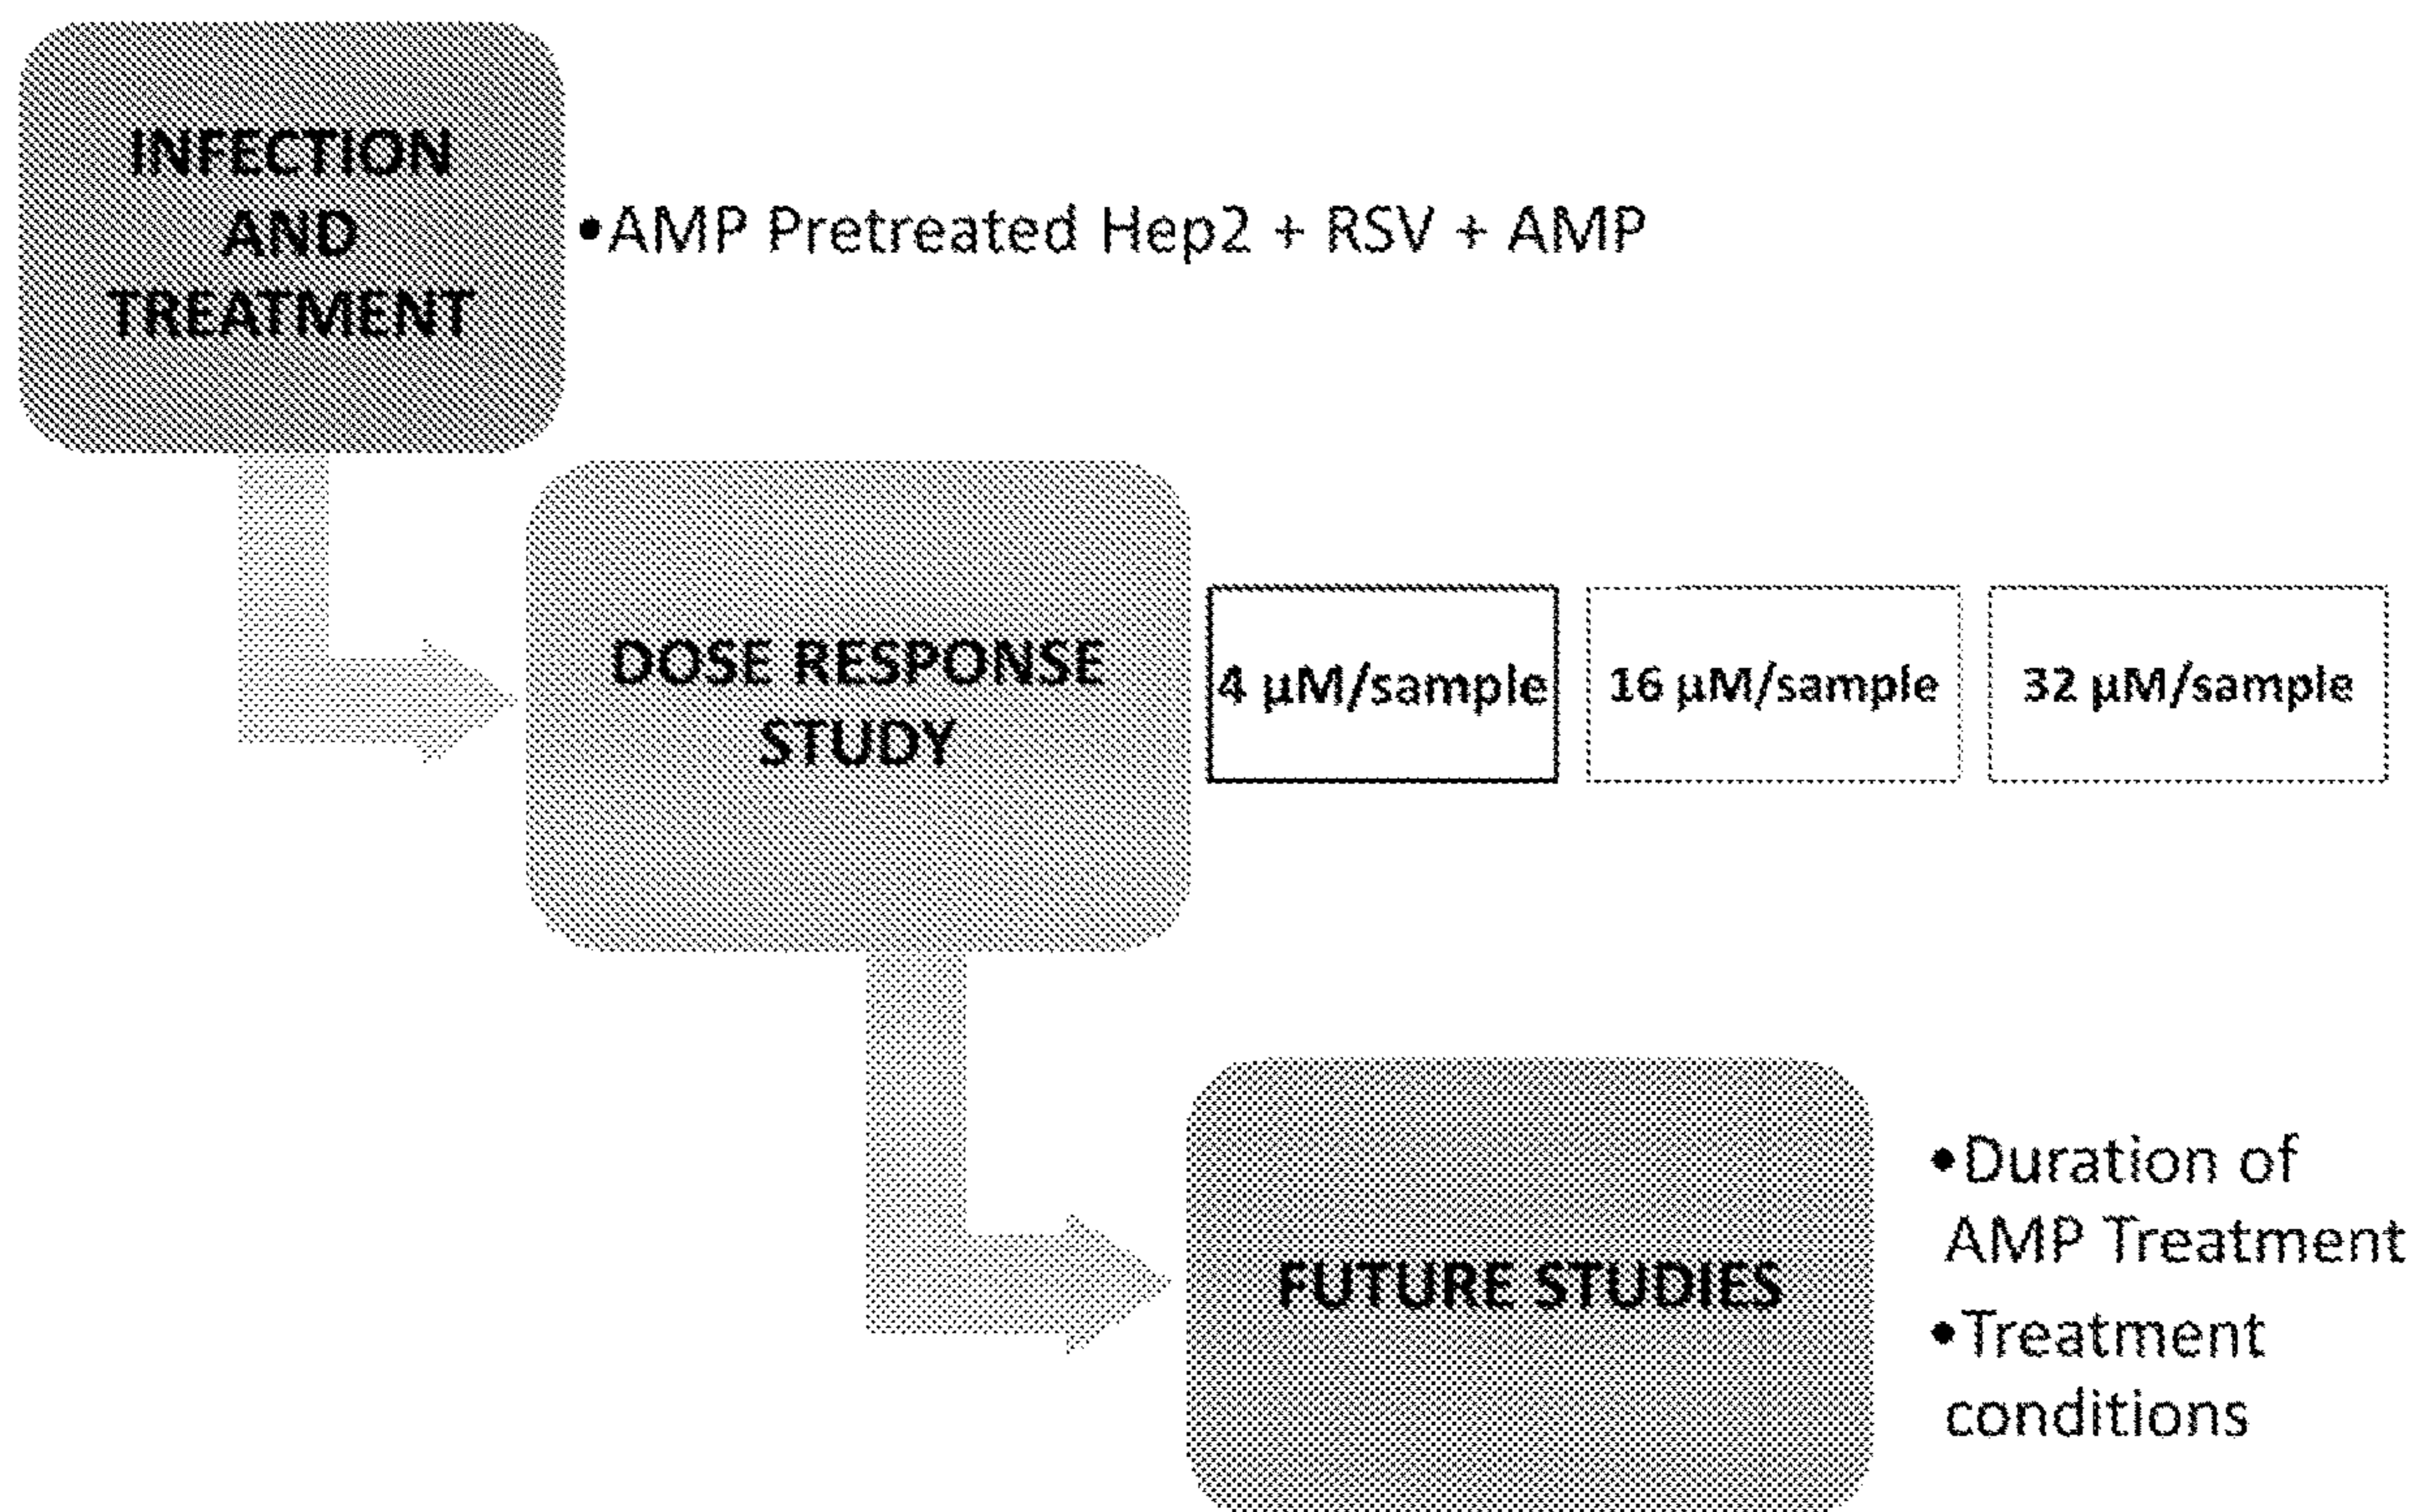 INFECTION
AND
TREATMENT
•AMP Pretreated Hep2 + RSV + AMP
DOSE RESPONSE
STUDY
4 µM/sample
16 µM/sample
32 µM/sample
FUTURE STUDIES
•Duration of
AMP Treatment
•Treatment
conditions